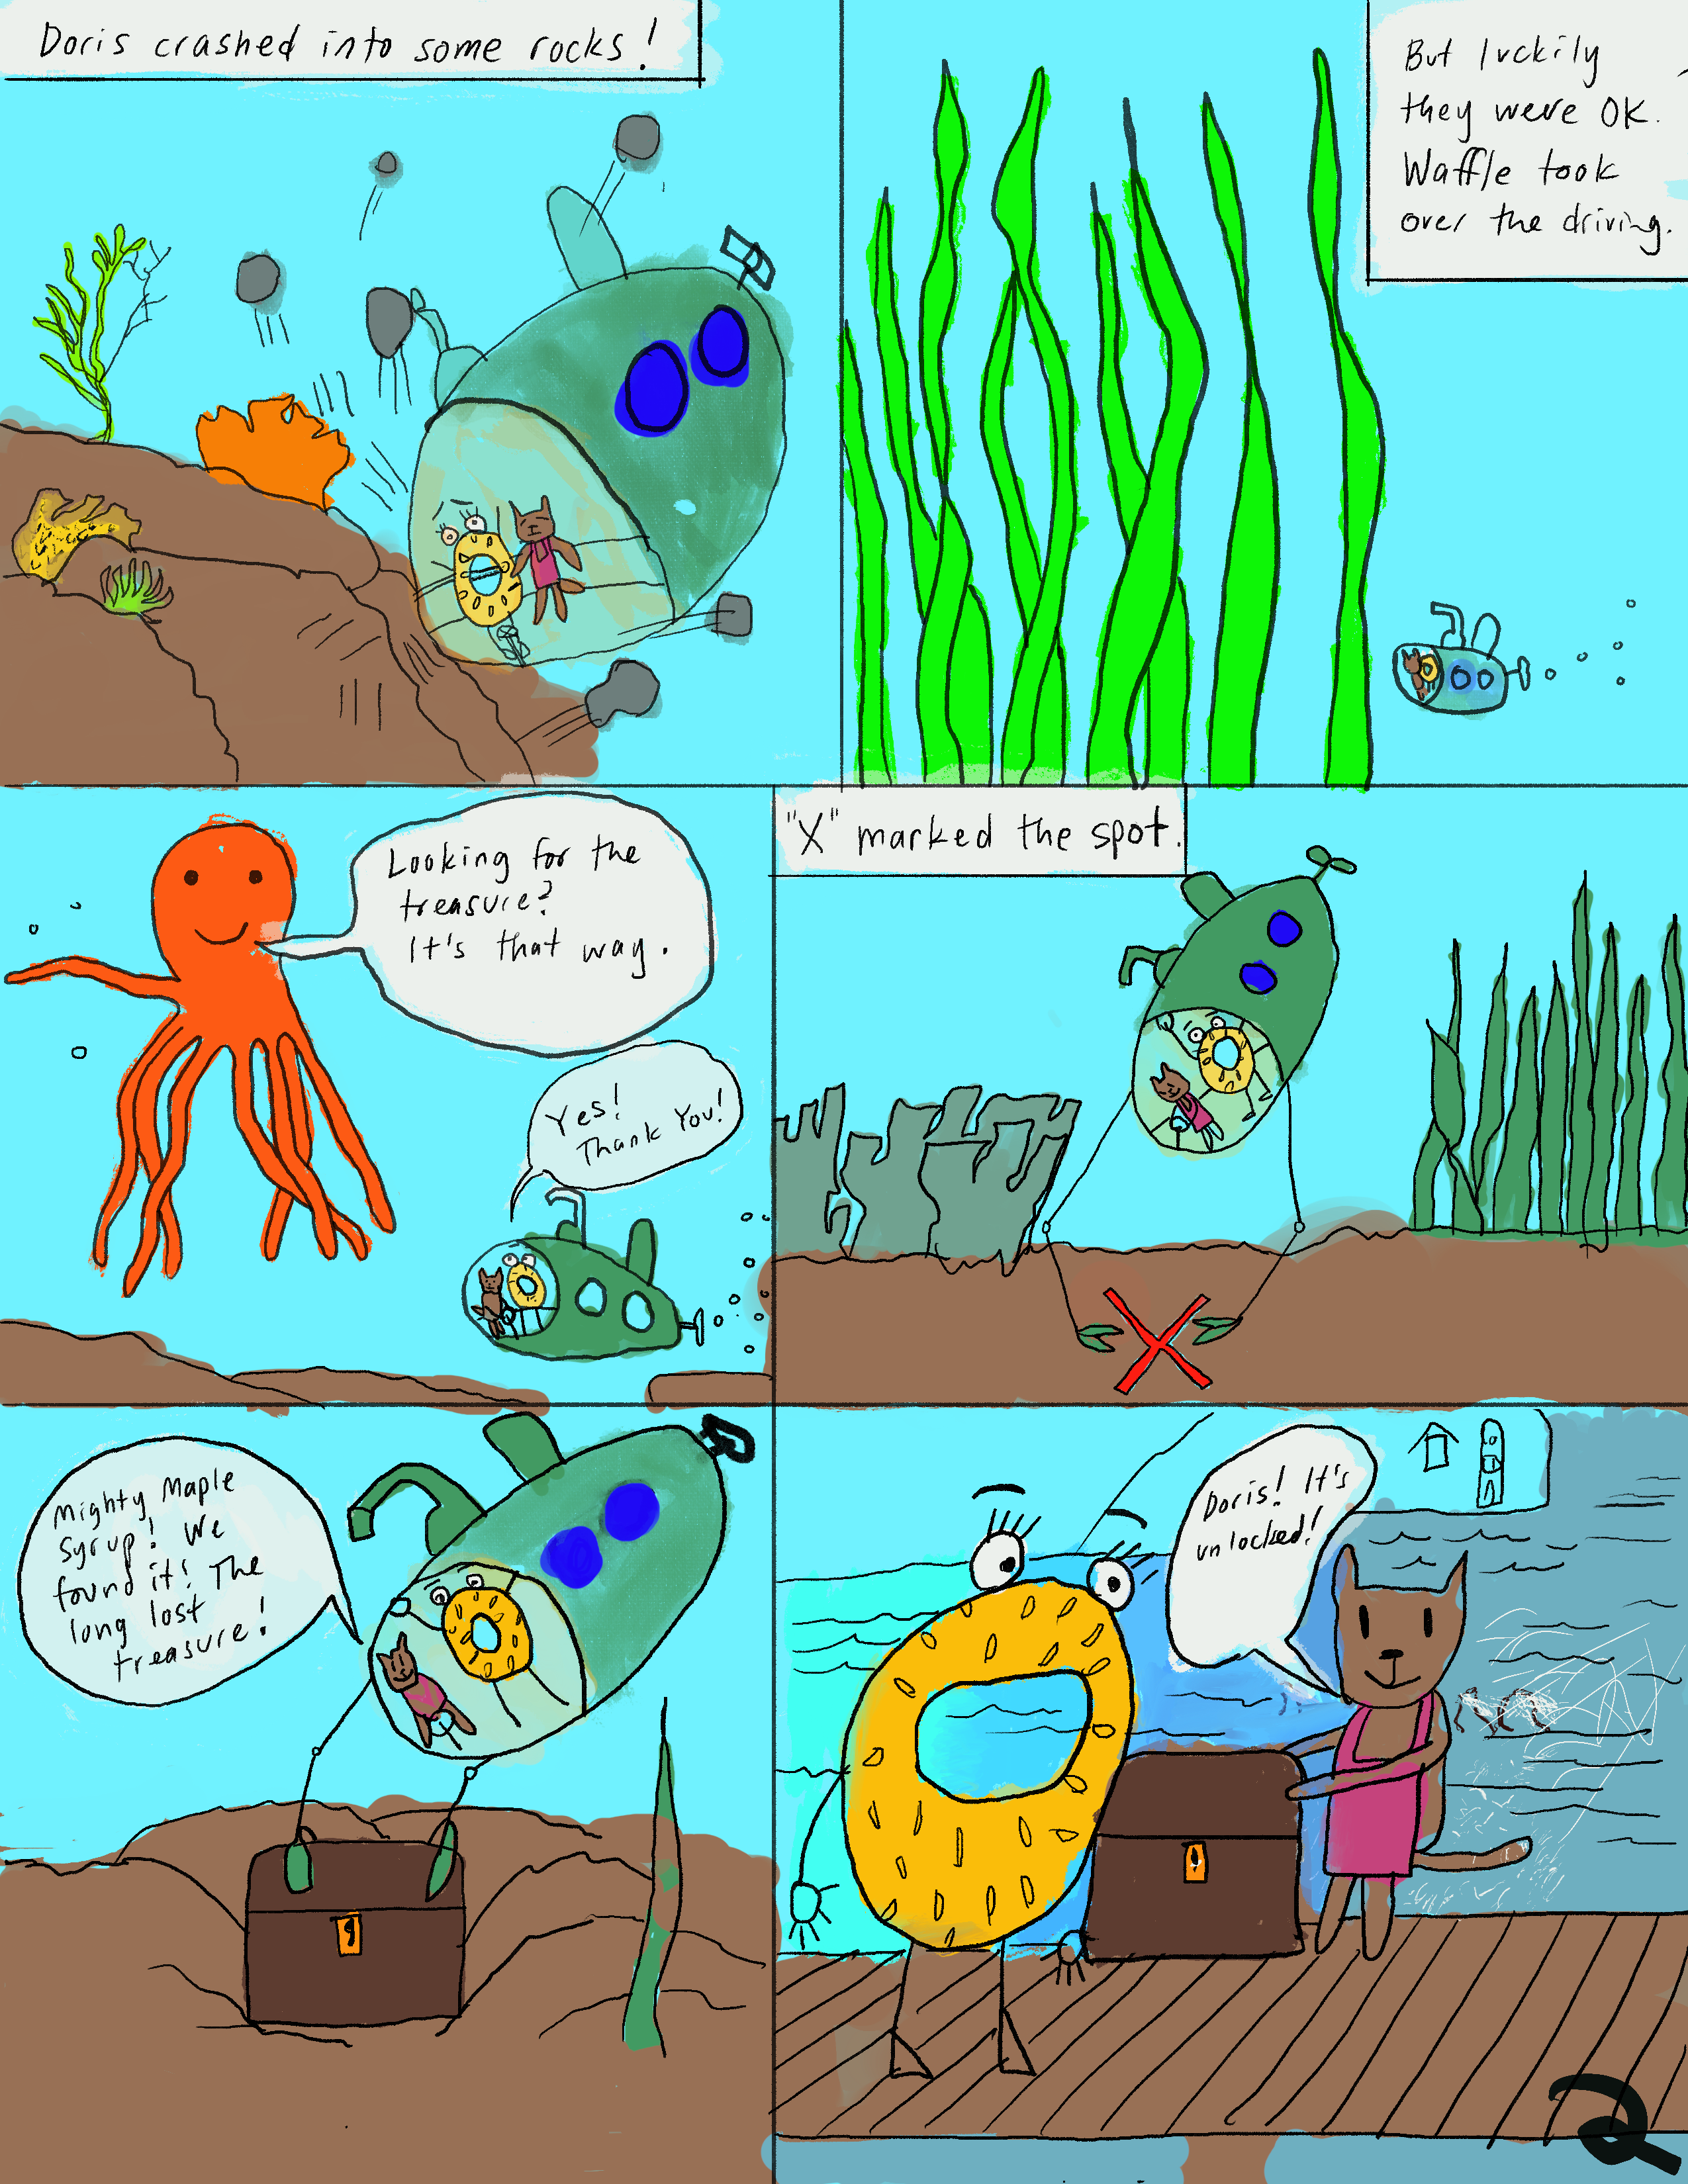 Doris crashed into some rocks!
But luckily
they were OK.
Waffle took
over the driving.
Looking for the
treasure?
It's that way.
Yes!
Thank You!
"X" marked the spot.
Mighty Maple
syrup! We
found it! The
long lost
treasure!
Doris! It's
unlocked!
2